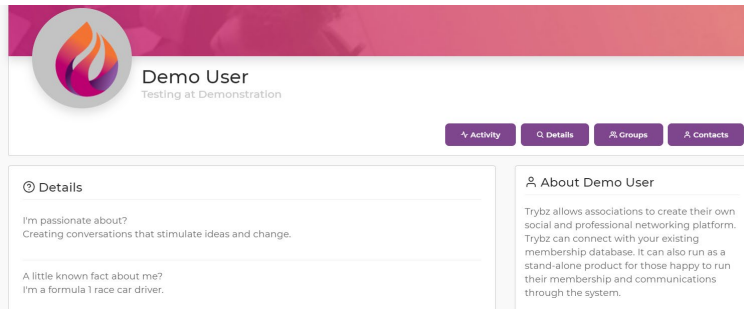 Demo User
Testing at Demonstration
Activity
Details
Groups
Contacts
Details
I'm passionate about?
Creating conversations that stimulate ideas and change.
A little known fact about me?
I'm a formula 1 race car driver.
About Demo User
Trybz allows associations to create their own
social and professional networking platform.
Trybz can connect with your existing
membership database. It can also run as a
stand-alone product for those happy to run
their membership and communications
through the system.